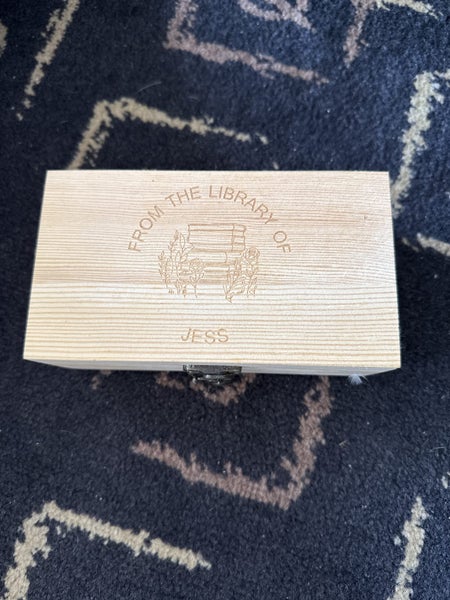 FROM THE LIBRARY OF
JESS